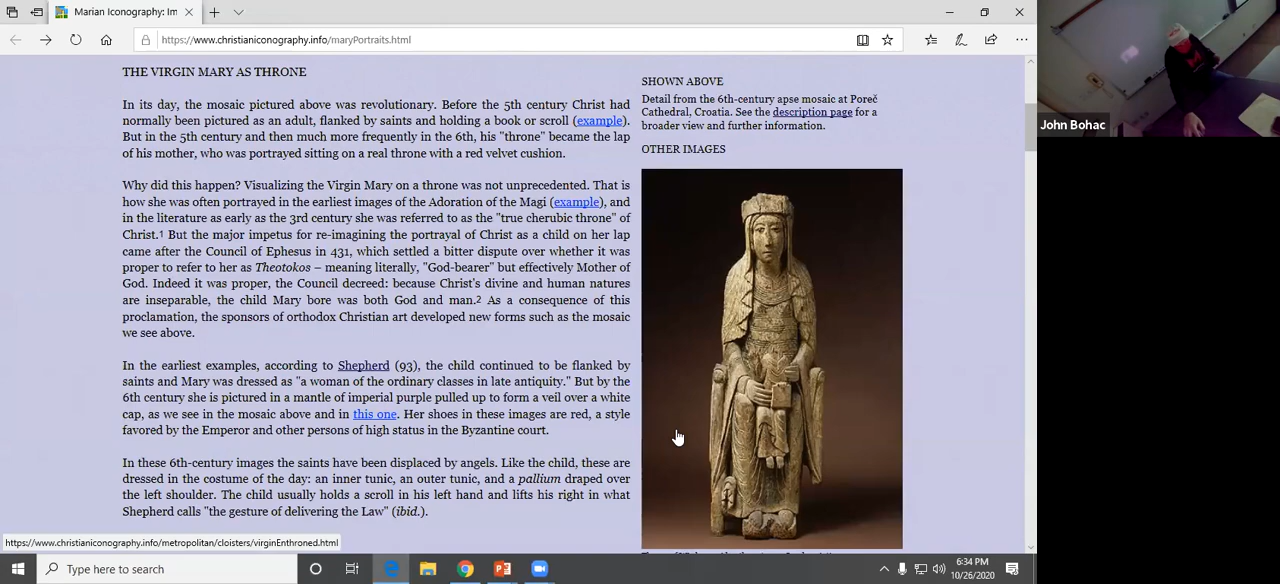 Marian Iconography: Im
https://www.christianiconography.info/maryPortraits.html
THE VIRGIN MARY AS THRONE
In its day, the mosaic pictured above was revolutionary. Before the 5th century Christ had
normally been pictured as an adult, flanked by saints and holding a book or scroll (example).
But in the 5th century and then much more frequently in the 6th, his "throne" became the lap
of his mother, who was portrayed sitting on a real throne with a red velvet cushion.
Why did this happen? Visualizing the Virgin Mary on a throne was not unprecedented. That is
how she was often portrayed in the earliest images of the Adoration of the Magi (example), and
in the literature as early as the 3rd century she was referred to as the "true cherubic throne" of
Christ.1 But the major impetus for re-imagining the portrayal of Christ as a child on her lap
came after the Council of Ephesus in 431, which settled a bitter dispute over whether it was
proper to refer to her as Theotokos – meaning literally, "God-bearer" but effectively Mother of
God. Indeed it was proper, the Council decreed: because Christ's divine and human natures
are inseparable, the child Mary bore was both God and man.2 As a consequence of this
proclamation, the sponsors of orthodox Christian art developed new forms such as the mosaic
we see above.
In the earliest examples, according to Shepherd (93), the child continued to be flanked by
saints and Mary was dressed as "a woman of the ordinary classes in late antiquity." But by the
6th century she is pictured in a mantle of imperial purple pulled up to form a veil over a white
cap, as we see in the mosaic above and in this one. Her shoes in these images are red, a style
favored by the Emperor and other persons of high status in the Byzantine court.
In these 6th-century images the saints have been displaced by angels. Like the child, these are
dressed in the costume of the day: an inner tunic, an outer tunic, and a pallium draped over
the left shoulder. The child usually holds a scroll in his left hand and lifts his right in what
Shepherd calls "the gesture of delivering the Law" (ibid.).
SHOWN ABOVE
Detail from the 6th-century apse mosaic at Poreč
Cathedral, Croatia. See the description page for a
broader view and further information.
OTHER IMAGES
John Bohac
https://www.christianiconography.info/metropolitan/cloisters/virginEnthroned.html
Type here to search
6:34 PM
10/26/2020